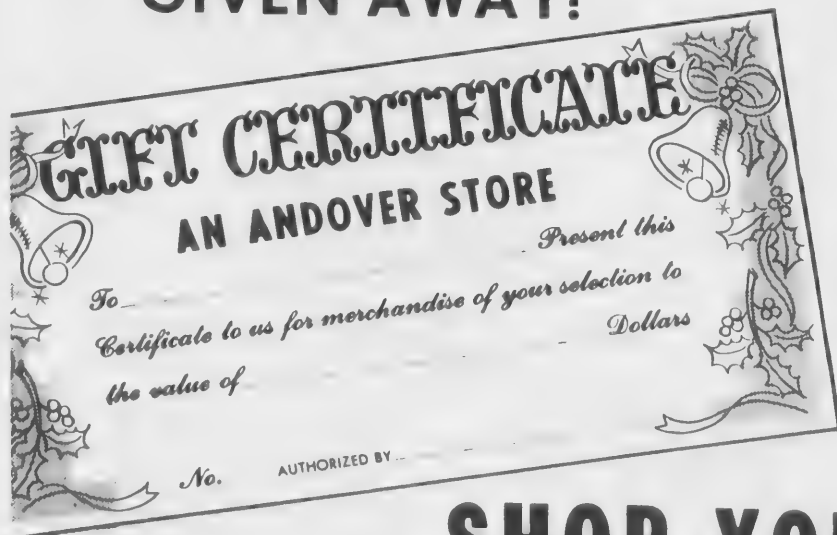 GIVEN AWAY!
GIFT CERTIFICATE
AN ANDOVER STORE
To Present this
Certificate to us for merchandise of your selection to
the value of Dollars
No. AUTHORIZED BY
SHOP